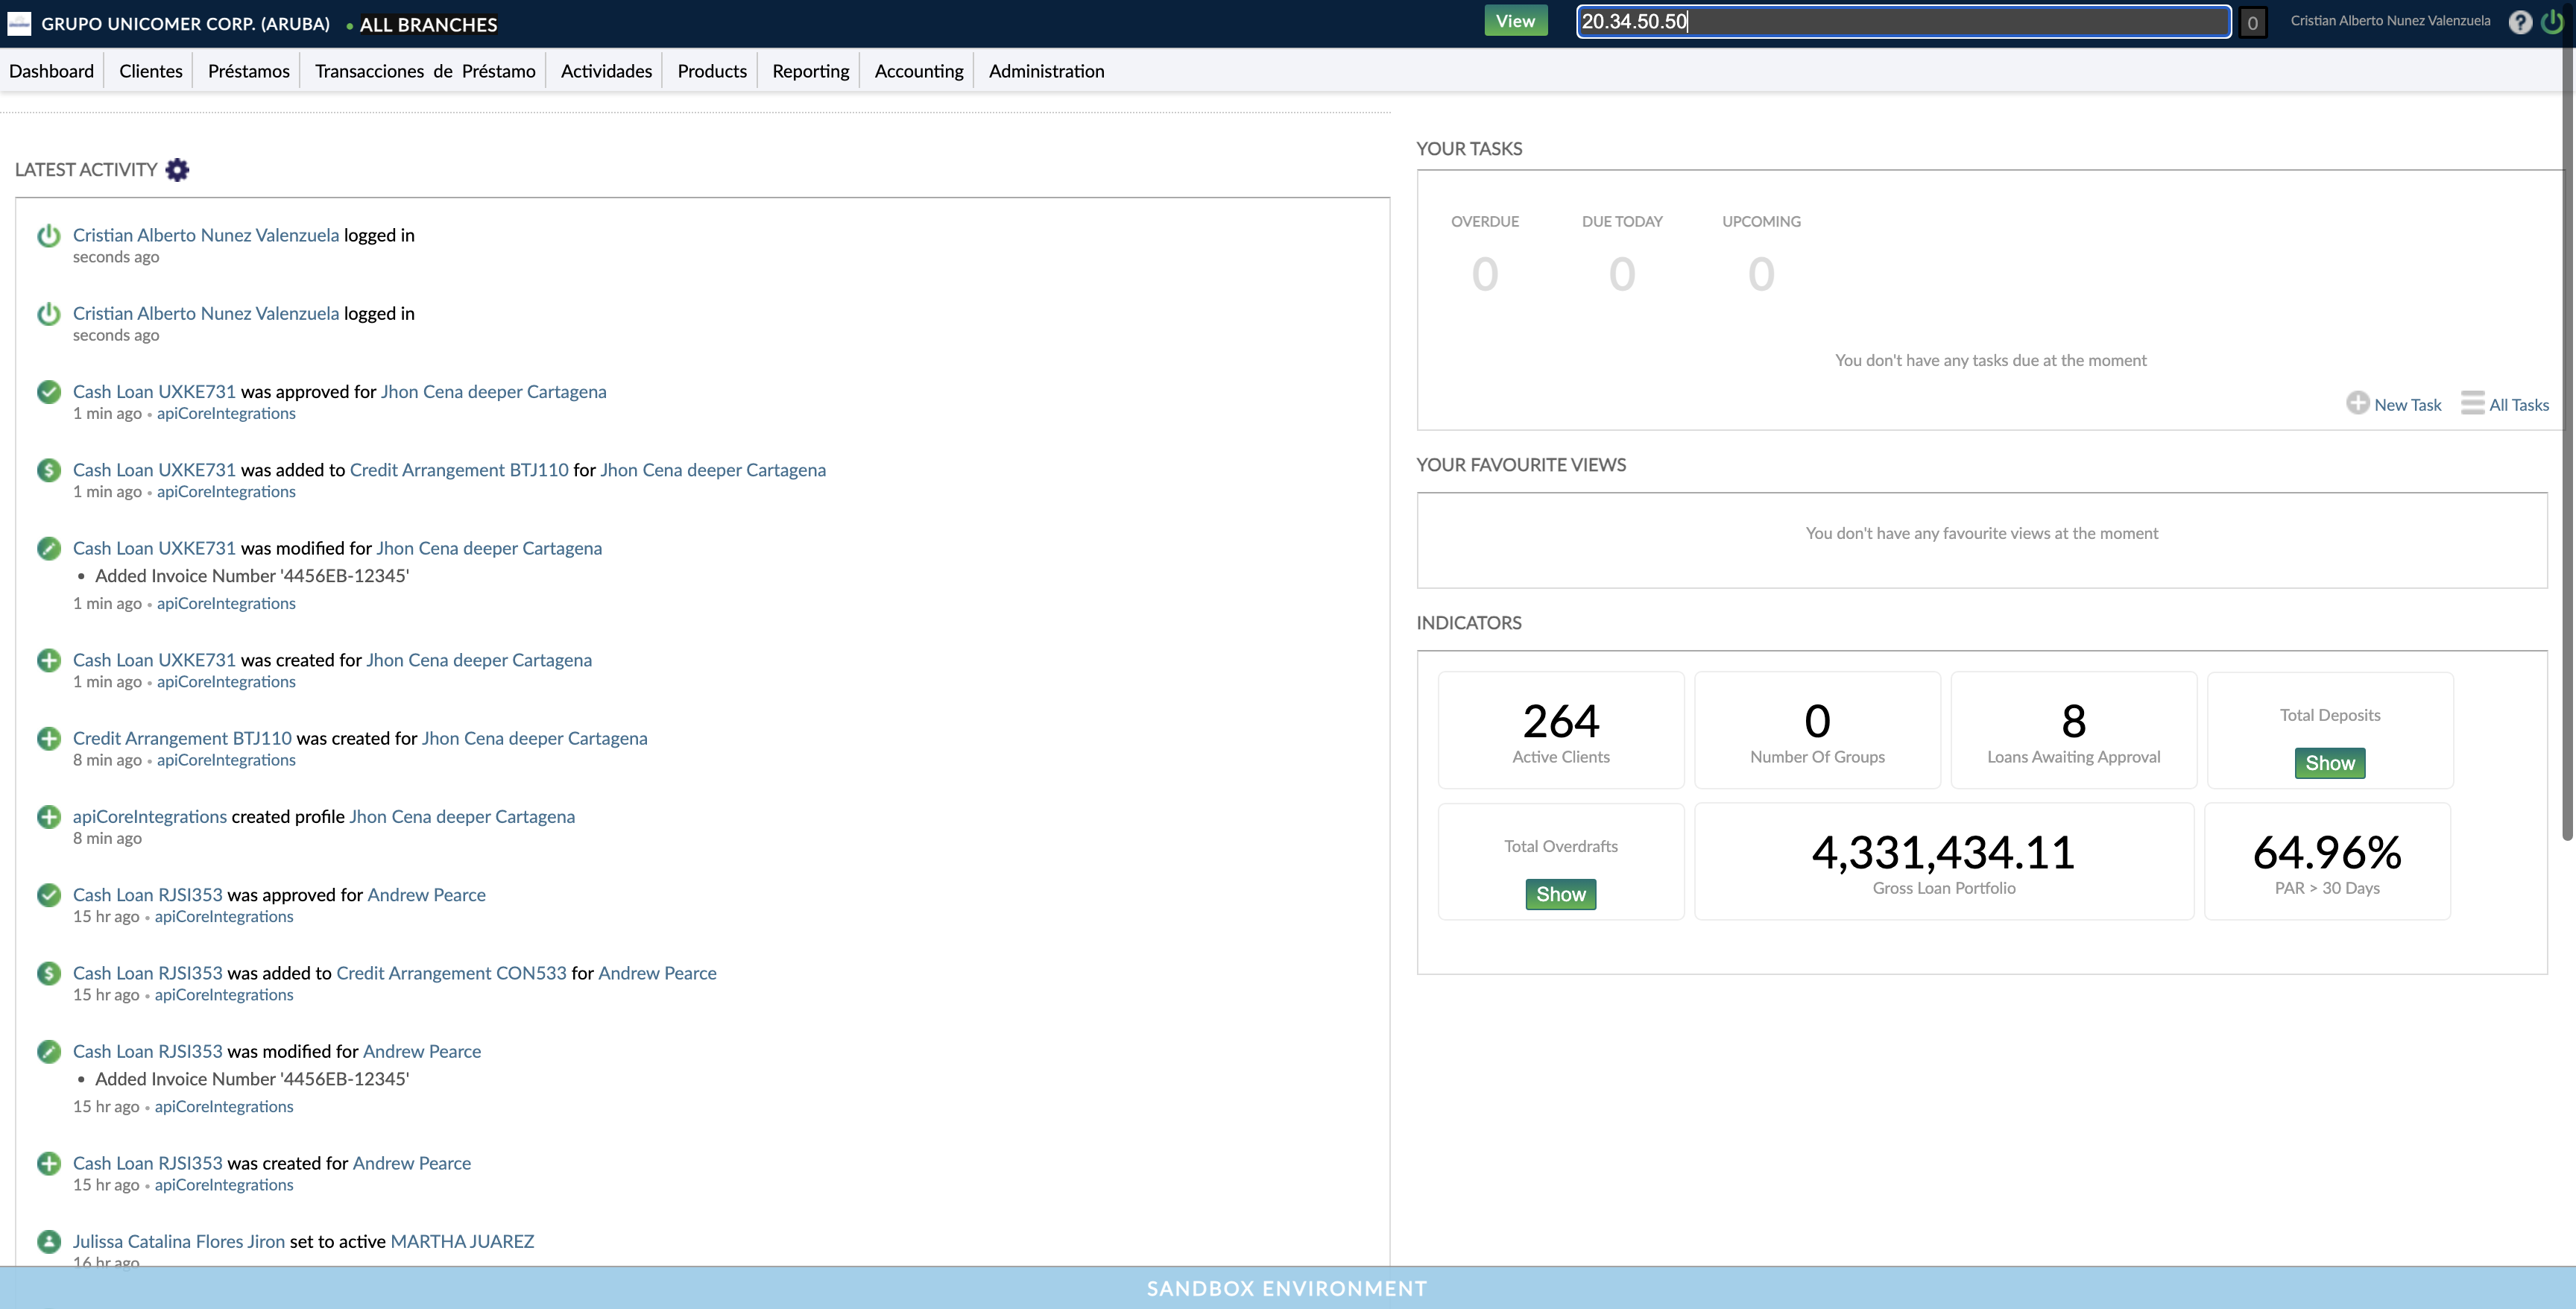 GRUPO UNICOMER CORP. (ARUBA) • ALL BRANCHES
View
20.34.50.50
0
Cristian Alberto Nunez Valenzuela
?
Dashboard
Clientes
Préstamos
Transacciones de Préstamo
Actividades
Products
Reporting
Accounting
Administration
LATEST ACTIVITY
Cristian Alberto Nunez Valenzuela logged in
seconds ago
Cristian Alberto Nunez Valenzuela logged in
seconds ago
Cash Loan UXKE731 was approved for Jhon Cena deeper Cartagena
1 min ago • apiCoreIntegrations
Cash Loan UXKE731 was added to Credit Arrangement BTJ110 for Jhon Cena deeper Cartagena
1 min ago • apiCoreIntegrations
Cash Loan UXKE731 was modified for Jhon Cena deeper Cartagena
• Added Invoice Number '4456EB-12345'
1 min ago • apiCoreIntegrations
Cash Loan UXKE731 was created for Jhon Cena deeper Cartagena
1 min ago • apiCoreIntegrations
Credit Arrangement BTJ110 was created for Jhon Cena deeper Cartagena
8 min ago • apiCoreIntegrations
apiCoreIntegrations created profile Jhon Cena deeper Cartagena
8 min ago
Cash Loan RJSI353 was approved for Andrew Pearce
15 hr ago • apiCoreIntegrations
Cash Loan RJSI353 was added to Credit Arrangement CON533 for Andrew Pearce
15 hr ago • apiCoreIntegrations
Cash Loan RJSI353 was modified for Andrew Pearce
• Added Invoice Number '4456EB-12345'
15 hr ago • apiCoreIntegrations
Cash Loan RJSI353 was created for Andrew Pearce
15 hr ago • apiCoreIntegrations
Julissa Catalina Flores Jiron set to active MARTHA JUAREZ
16 hr ago
YOUR TASKS
OVERDUE
DUE TODAY
UPCOMING
0
0
0
You don't have any tasks due at the moment
New Task
All Tasks
YOUR FAVOURITE VIEWS
You don't have any favourite views at the moment
INDICATORS
264
Active Clients
0
Number Of Groups
8
Loans Awaiting Approval
Total Deposits
Show
Total Overdrafts
Show
4,331,434.11
Gross Loan Portfolio
64.96%
PAR > 30 Days
SANDBOX ENVIRONMENT